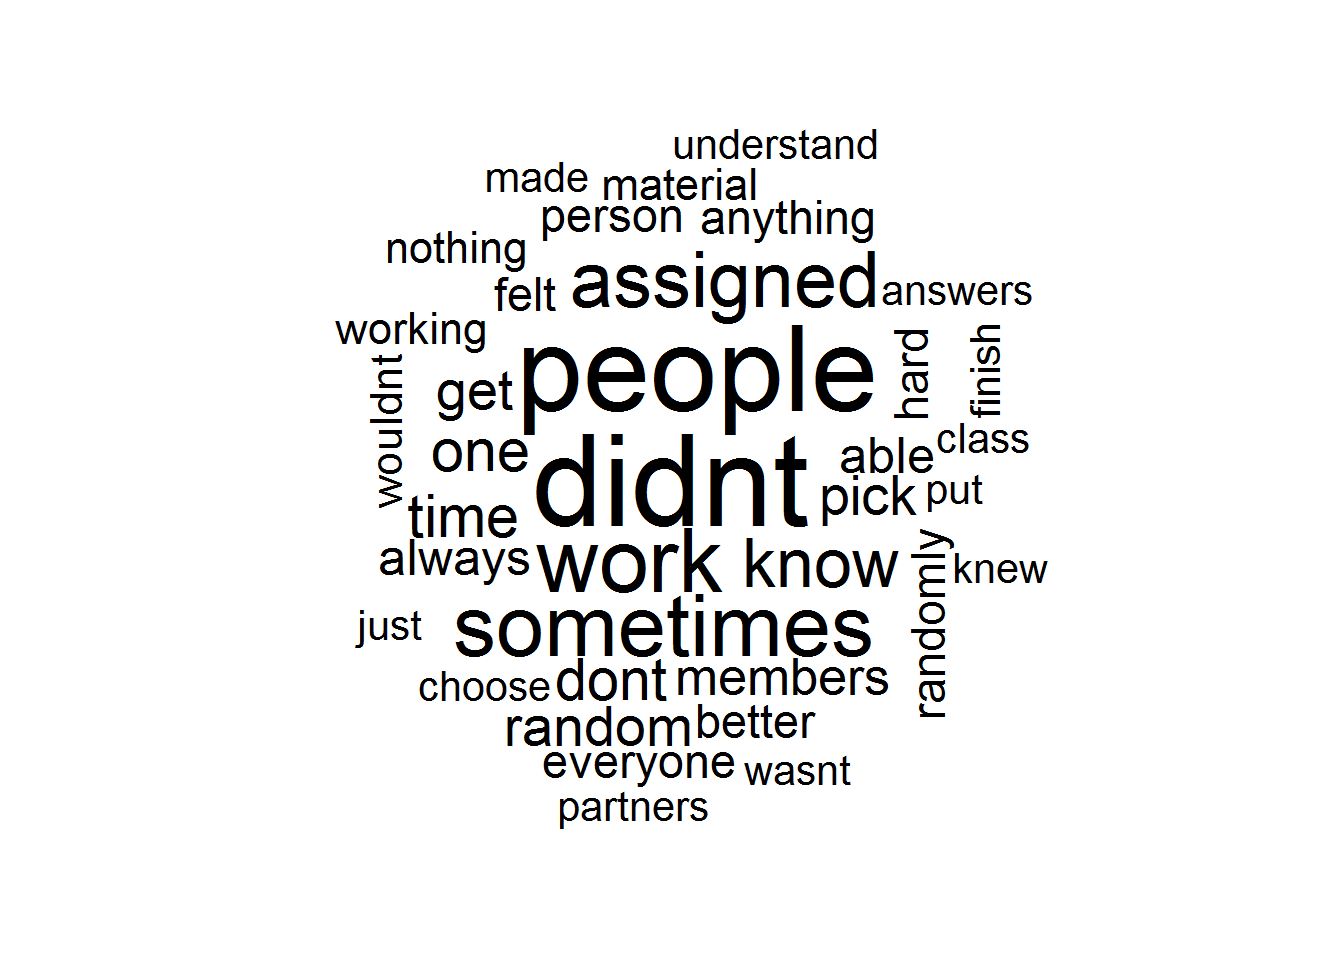 understand
made material
person anything
nothing
felt assigned answers
working
people
hard
finish
wouldnt
get
one
didnt
able class
pick put
time
always work know
randomly
knew
just sometimes
choose dont members
random better
everyone wasnt
partners